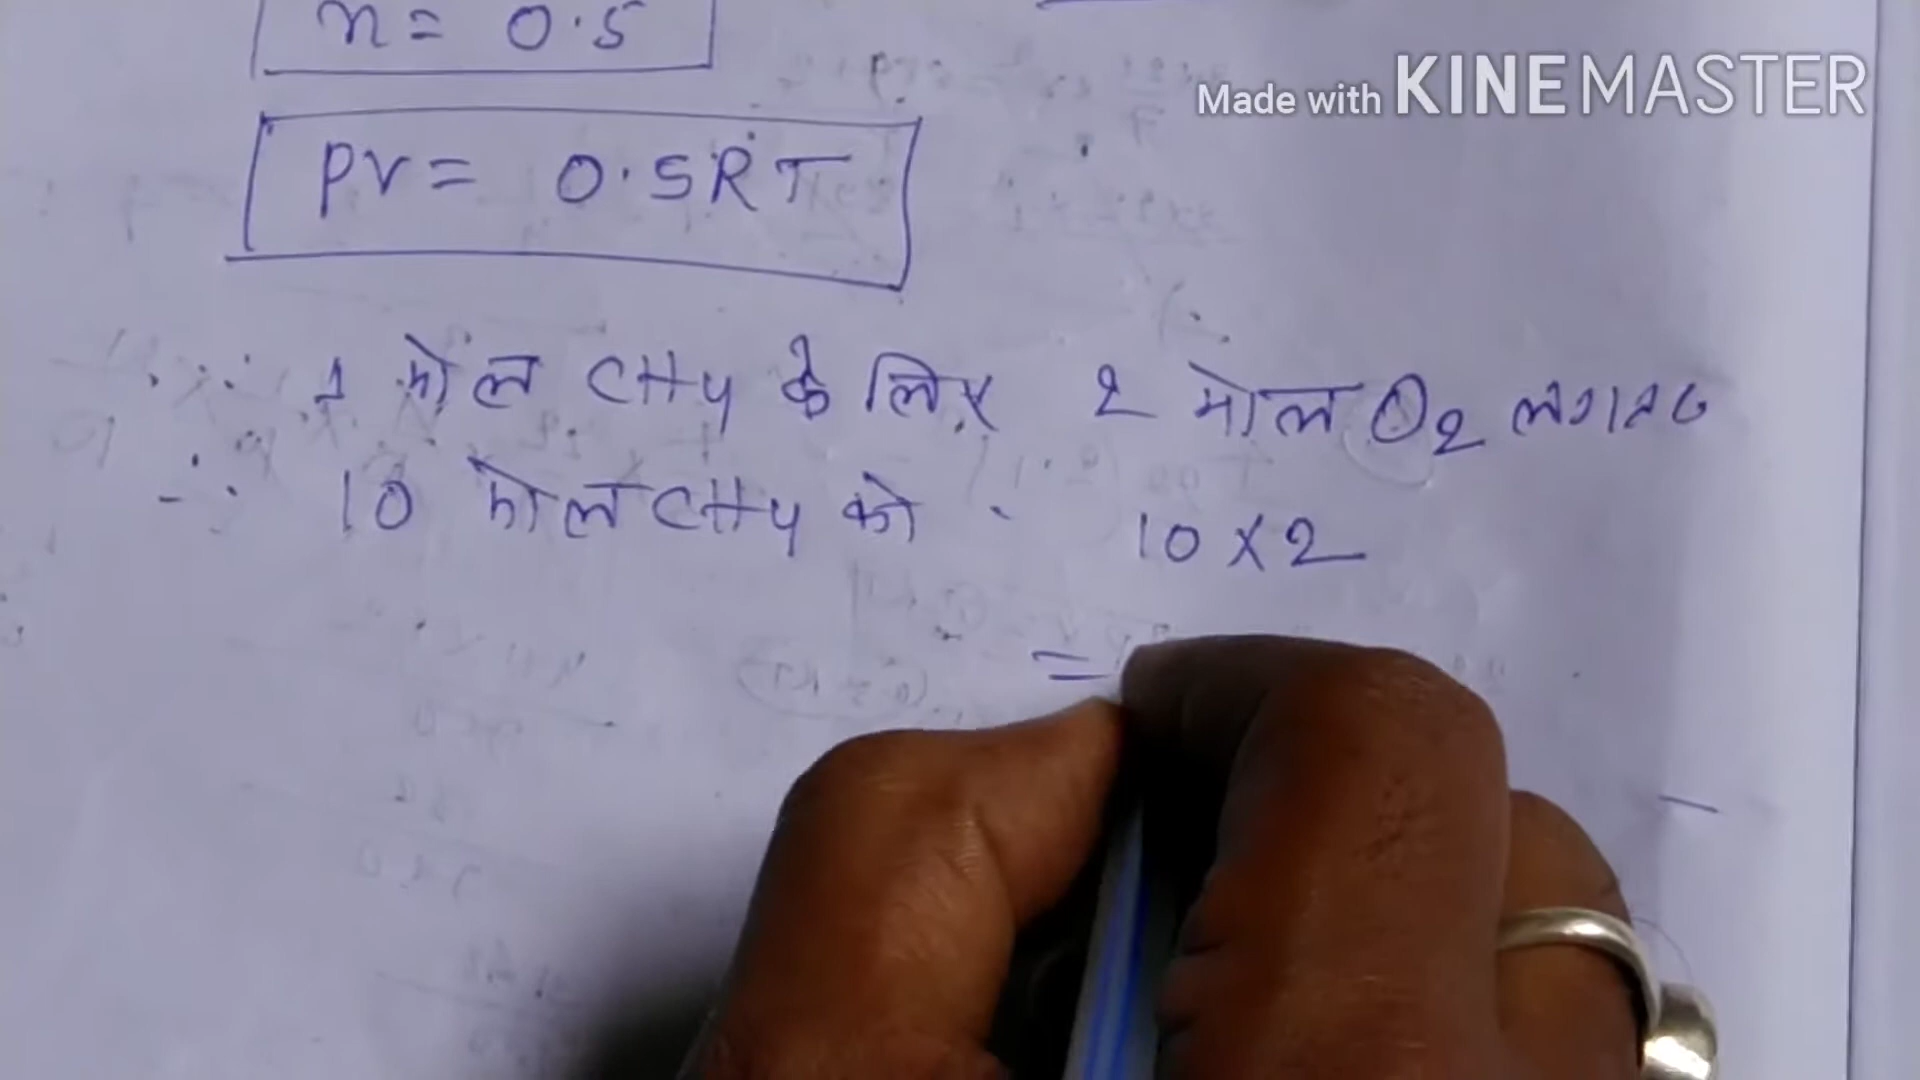 n = 0.5
Made with KINEMASTER
PV = 0.5RT
∵ 1 मोल CH4 के लिए 2 मोल O2 लगता
∴ 10 मोल CH4 को 10 × 2
=